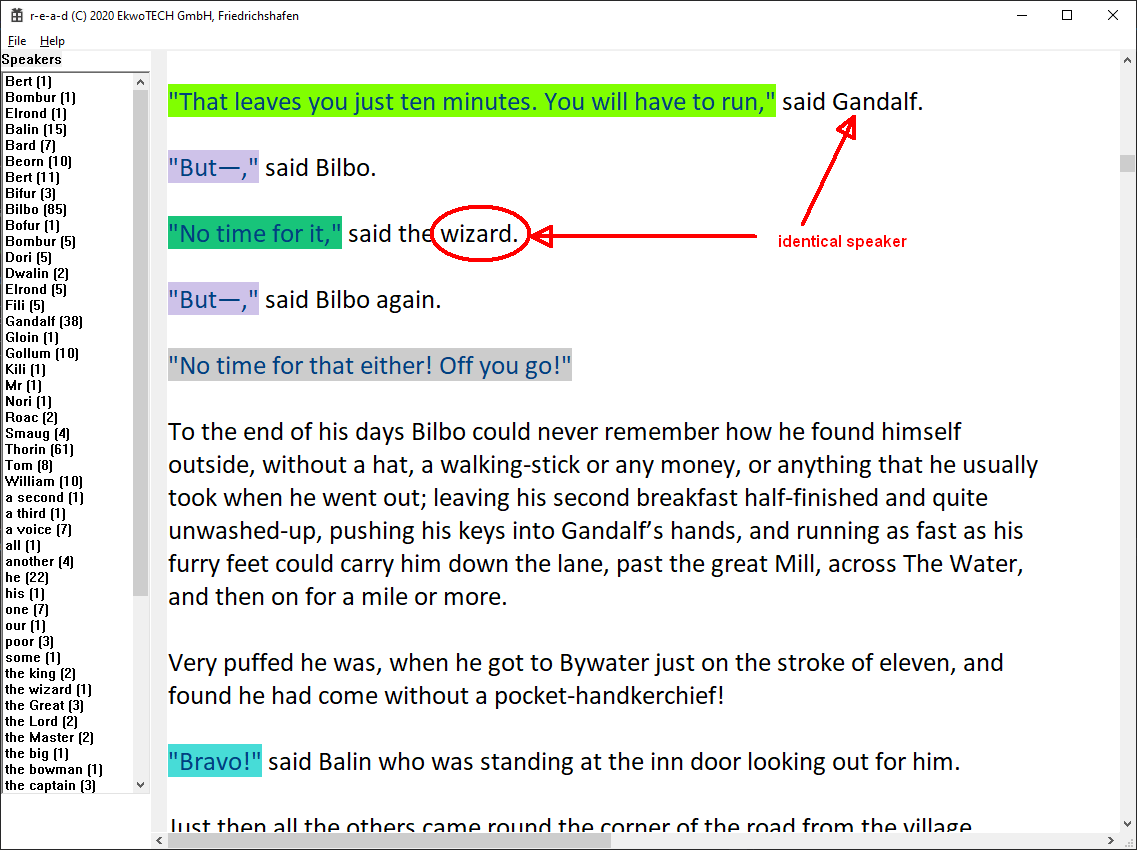 r-e-a-d (C) 2020 EkwoTECH GmbH, Friedrichshafen
File Help
Speakers
Bert (1)
Bombur (1)
Elrond (1)
Balin (15)
Bard (7)
Beorn (10)
Bert (11)
Bifur (3)
Bilbo (85)
Bofur (1)
Bombur (5)
Dori (5)
Dwalin (2)
Elrond (5)
Fili (5)
Gandalf (38)
Gloin (1)
Gollum (10)
Kili (1)
Mr (1)
Nori (1)
Roac (2)
Smaug (4)
Thorin (61)
Tom (8)
William (10)
a second (1)
a third (1)
a voice (7)
all (1)
another (4)
he (22)
his (1)
one (7)
our (1)
poor (3)
some (1)
the king (2)
the wizard (1)
the Great (3)
the Lord (2)
the Master (2)
the big (1)
the bowman (1)
the captain (3)
"That leaves you just ten minutes. You will have to run," said Gandalf.
"But—," said Bilbo.
"No time for it," said the wizard.
identical speaker
"But—," said Bilbo again.
"No time for that either! Off you go!"
To the end of his days Bilbo could never remember how he found himself
outside, without a hat, a walking-stick or any money, or anything that he usually
took when he went out; leaving his second breakfast half-finished and quite
unwashed-up, pushing his keys into Gandalf’s hands, and running as fast as his
furry feet could carry him down the lane, past the great Mill, across The Water,
and then on for a mile or more.
Very puffed he was, when he got to Bywater just on the stroke of eleven, and
found he had come without a pocket-handkerchief!
"Bravo!" said Balin who was standing at the inn door looking out for him.
Just then all the others came round the corner of the road from the village